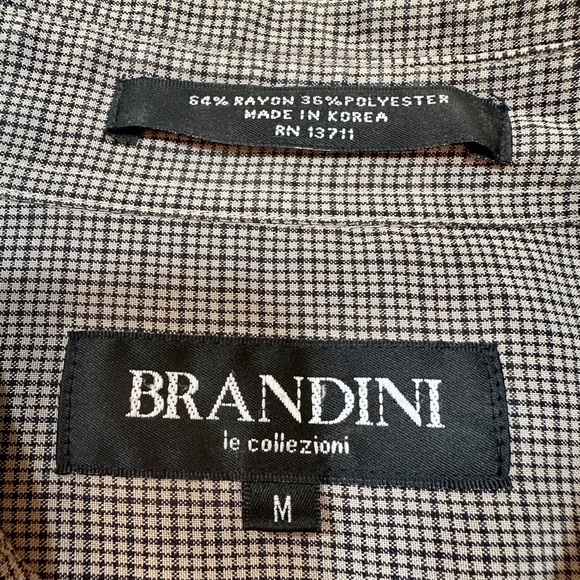 64% RAYON 36% POLYESTER
MADE IN KOREA
RN 13711
BRANDINI
le collezioni
M